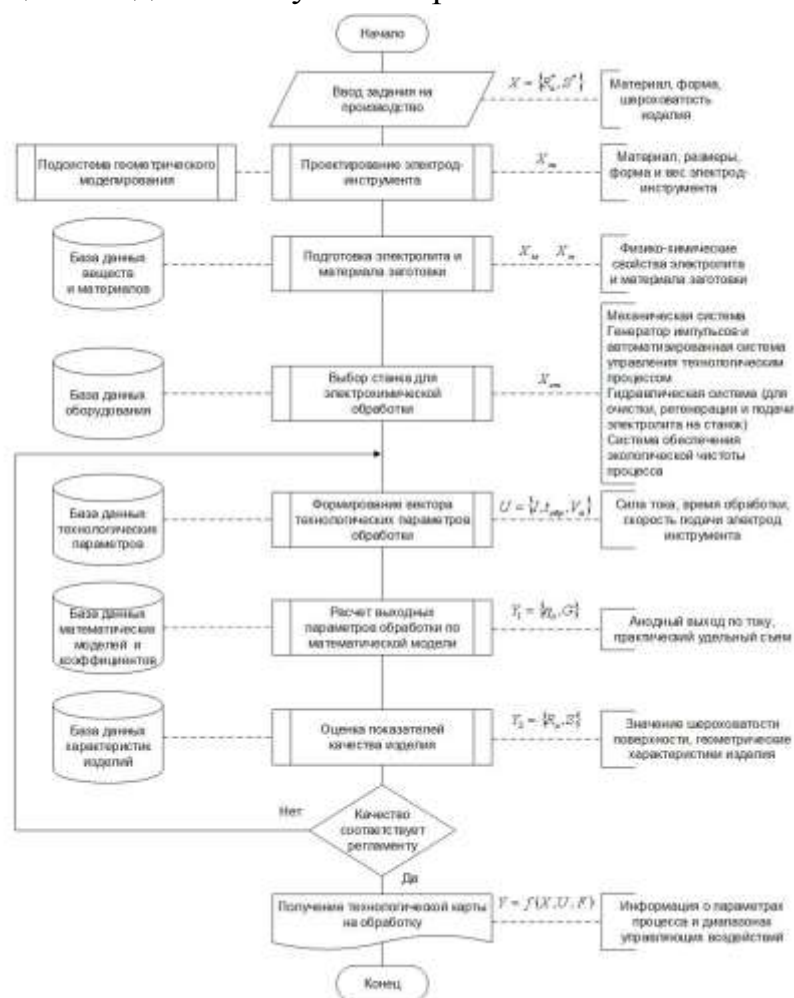 Начало
Ввод задания на
производство
Материал, форма,
шероховатость
изделия
Подсистема геометрического
моделирования
Проектирование электрод-
инструмента
Материал, размеры,
форма и вес электрод-
инструмента
База данных
веществ
и материалов
Подготовка электролита и
материала заготовки
Физико-химические
свойства электролита
и материала заготовки
База данных
оборудования
Выбор станка для
электрохимической
обработки
Механическая система
Генератор импульсов и
автоматизированная система
управления технологическим
процессом
Гидравлическая система (для
очистки, регенерации и подачи
электролита на станок)
Система обеспечения
экологической чистоты
процесса
База данных
технологических
параметров
Формирование вектора
технологических параметров
обработки
Сила тока, время обработки,
скорость подачи электрод
инструмента
База данных
математических
моделей и
коэффициентов
Расчет выходных
параметров обработки по
математической модели
Анодный выход по току,
практический удельный съем
База данных
характеристик
изделий
Оценка показателей
качества изделия
Значение шероховатости
поверхности, геометрические
характеристики изделия
Нет
Качество
соответствует
регламенту
Да
Получение технологической карты
на обработку
Y = f(X,U,F)
Информация о параметрах
процесса и диапазонах
управляющих воздействий
Конец